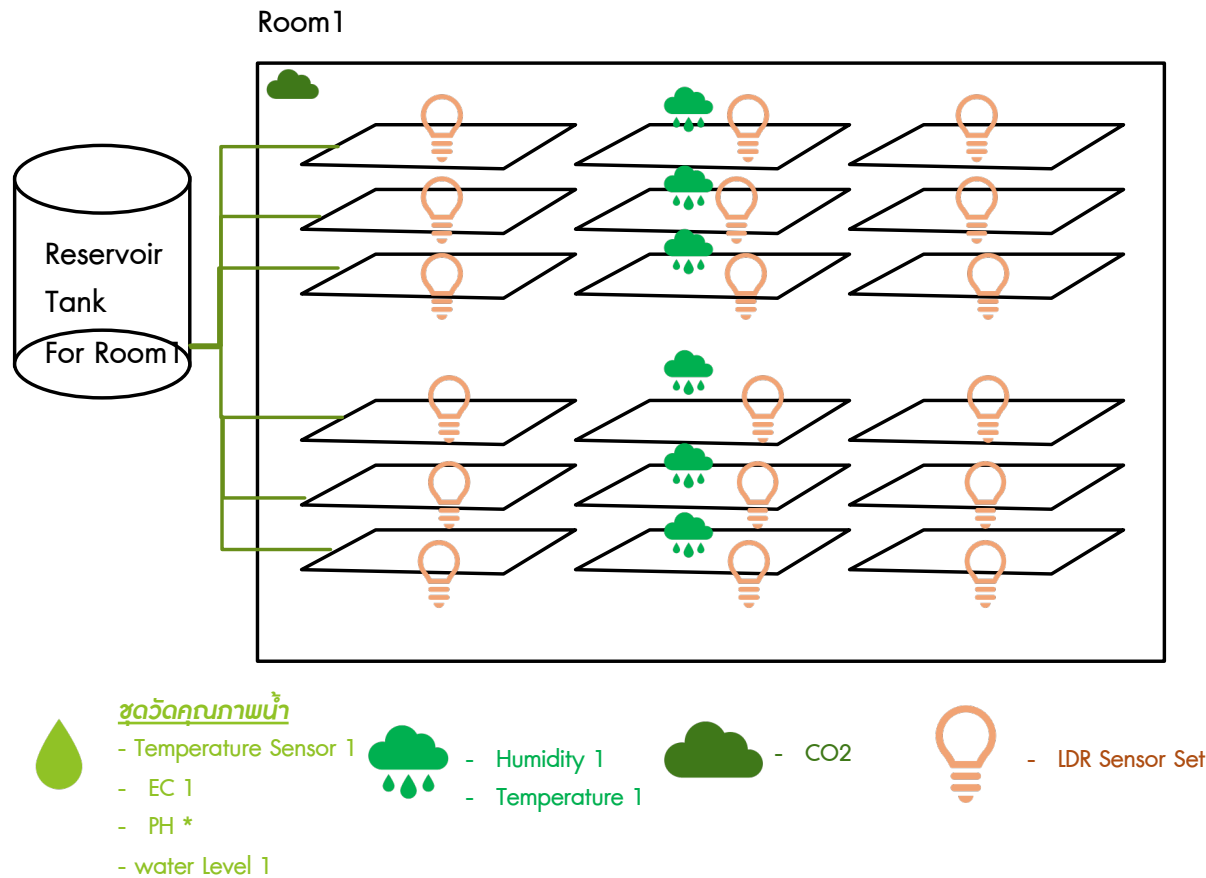 Room1
Reservoir
Tank
For Room1
ชุดวัดคุณภาพน้ำ
- Temperature Sensor 1
- EC 1
- PH *
- water Level 1
- Humidity 1
- Temperature 1
- CO2
- LDR Sensor Set